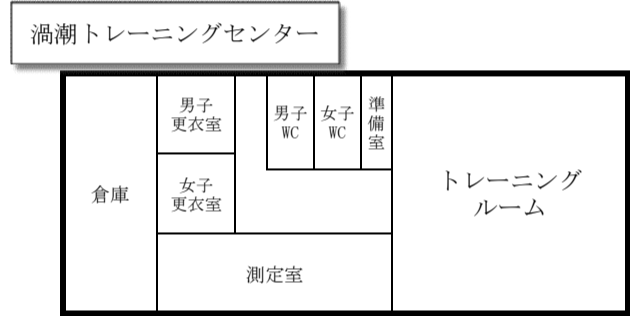 渦潮トレーニングセンター
倉庫
男子
更衣室
女子
更衣室
男子
WC
女子
WC
準
備
室
トレーニング
ルーム
測定室